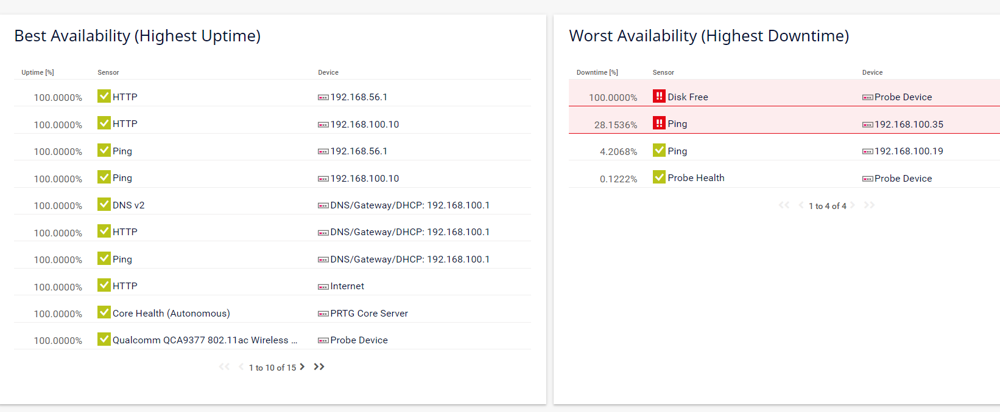 Best Availability (Highest Uptime)
Uptime [%] Sensor Device
100.0000% HTTP 192.168.56.1
100.0000% HTTP 192.168.100.10
100.0000% Ping 192.168.56.1
100.0000% Ping 192.168.100.10
100.0000% DNS v2 DNS/Gateway/DHCP: 192.168.100.1
100.0000% HTTP DNS/Gateway/DHCP: 192.168.100.1
100.0000% Ping DNS/Gateway/DHCP: 192.168.100.1
100.0000% HTTP Internet
100.0000% Core Health (Autonomous) PRTG Core Server
100.0000% Qualcomm QCA9377 802.11ac Wireless ... Probe Device
1 to 10 of 15
Worst Availability (Highest Downtime)
Downtime [%] Sensor Device
100.0000% Disk Free Probe Device
28.1536% Ping 192.168.100.35
4.2068% Ping 192.168.100.19
0.1222% Probe Health Probe Device
1 to 4 of 4